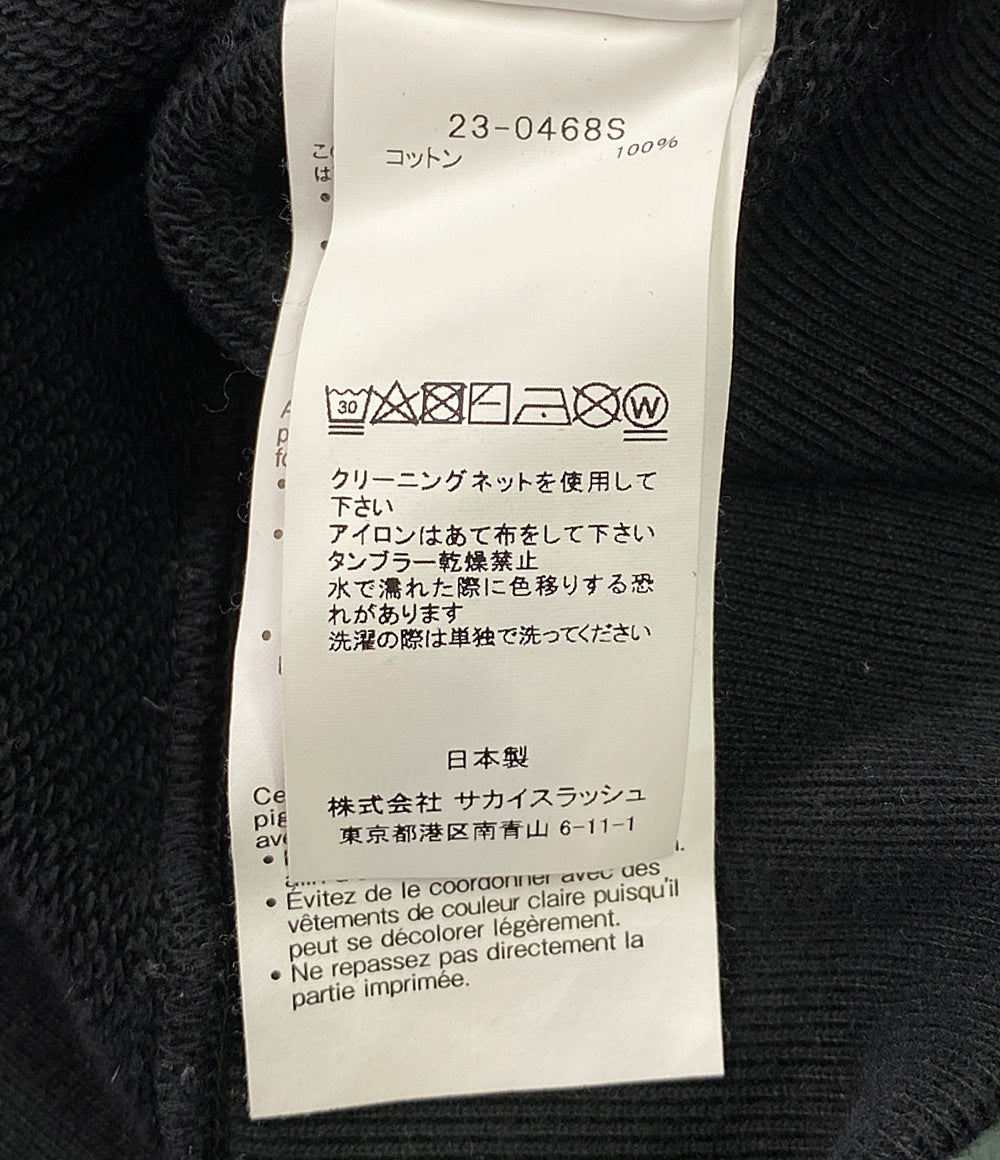 23-0468S
コットン 100%
30
W
クリーニングネットを使用して
下さい
アイロンはあて布をして下さい
タンブラー乾燥禁止
水で濡れた際に色移りする恐
れがあります
洗濯の際は単独で洗ってください
日本製
株式会社 サカイスラッシュ
東京都港区南青山 6-11-1
avec des
• Évitez de le coordonner
vêtements de couleur claire puisqu'il
peut se décolorer légèrement.
• Ne repassez pas directement la
partie imprimée.